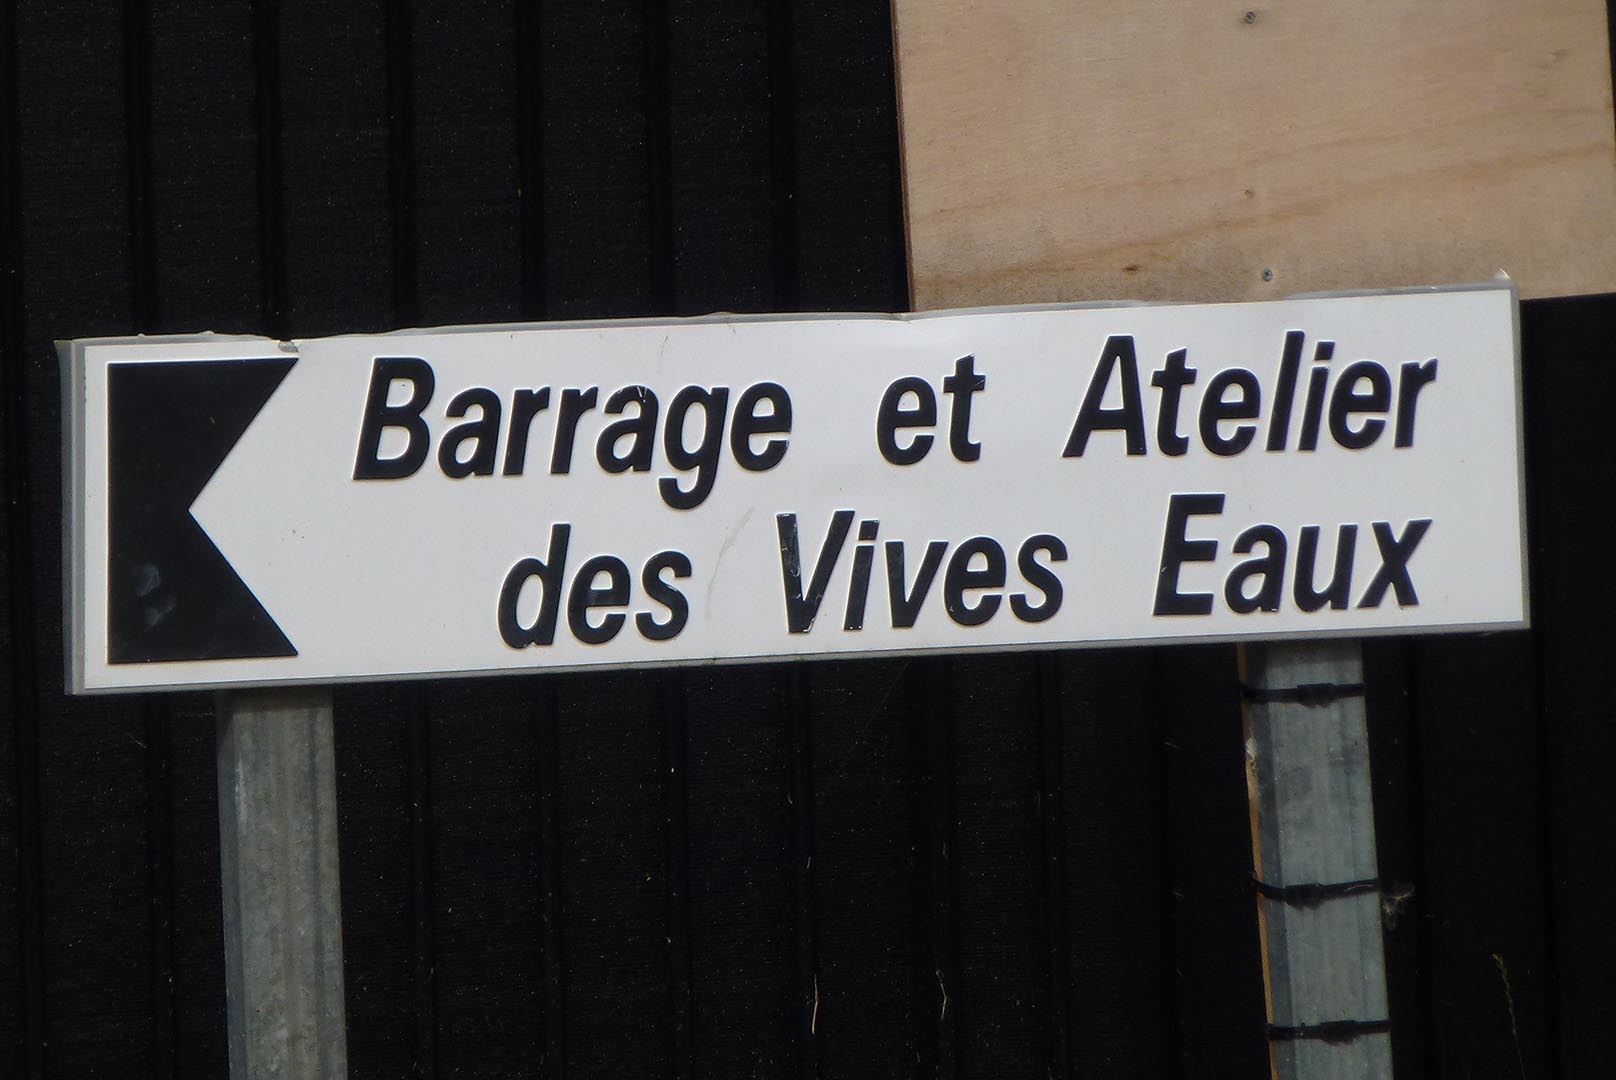 Barrage et Atelier
des Vives Eaux